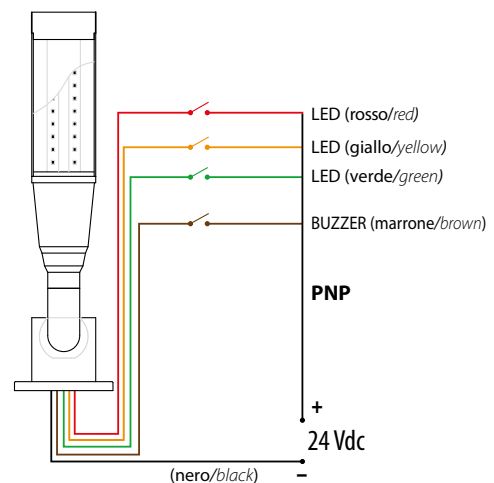 LED (rosso/red)
LED (giallo/yellow)
LED (verde/green)
BUZZER (marrone/brown)
PNP
+
24 Vdc
(nero/black)
–